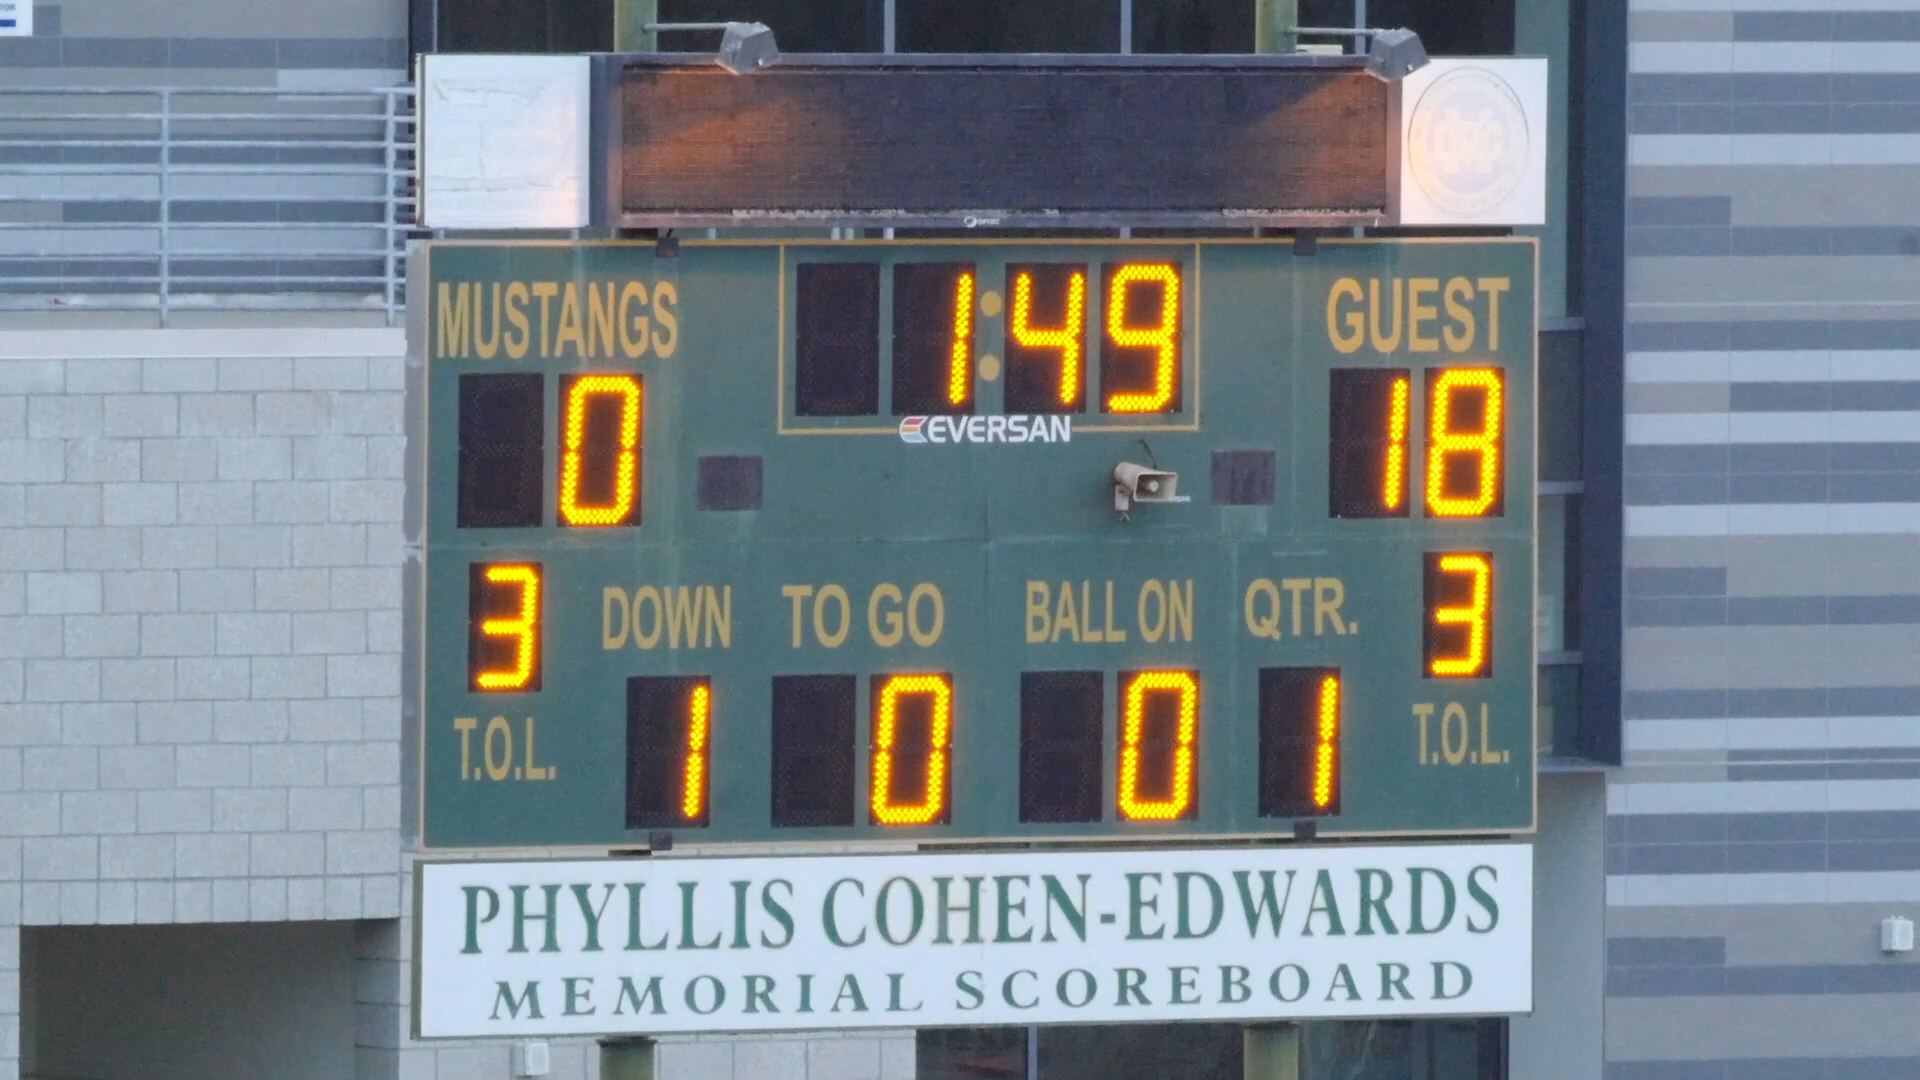 MUSTANGS 1:49 GUEST
EVERSAN
0 18
3 DOWN TO GO BALL ON QTR. 3
T.O.L. 1 0 0 1 T.O.L.
PHYLLIS COHEN-EDWARDS
MEMORIAL SCOREBOARD